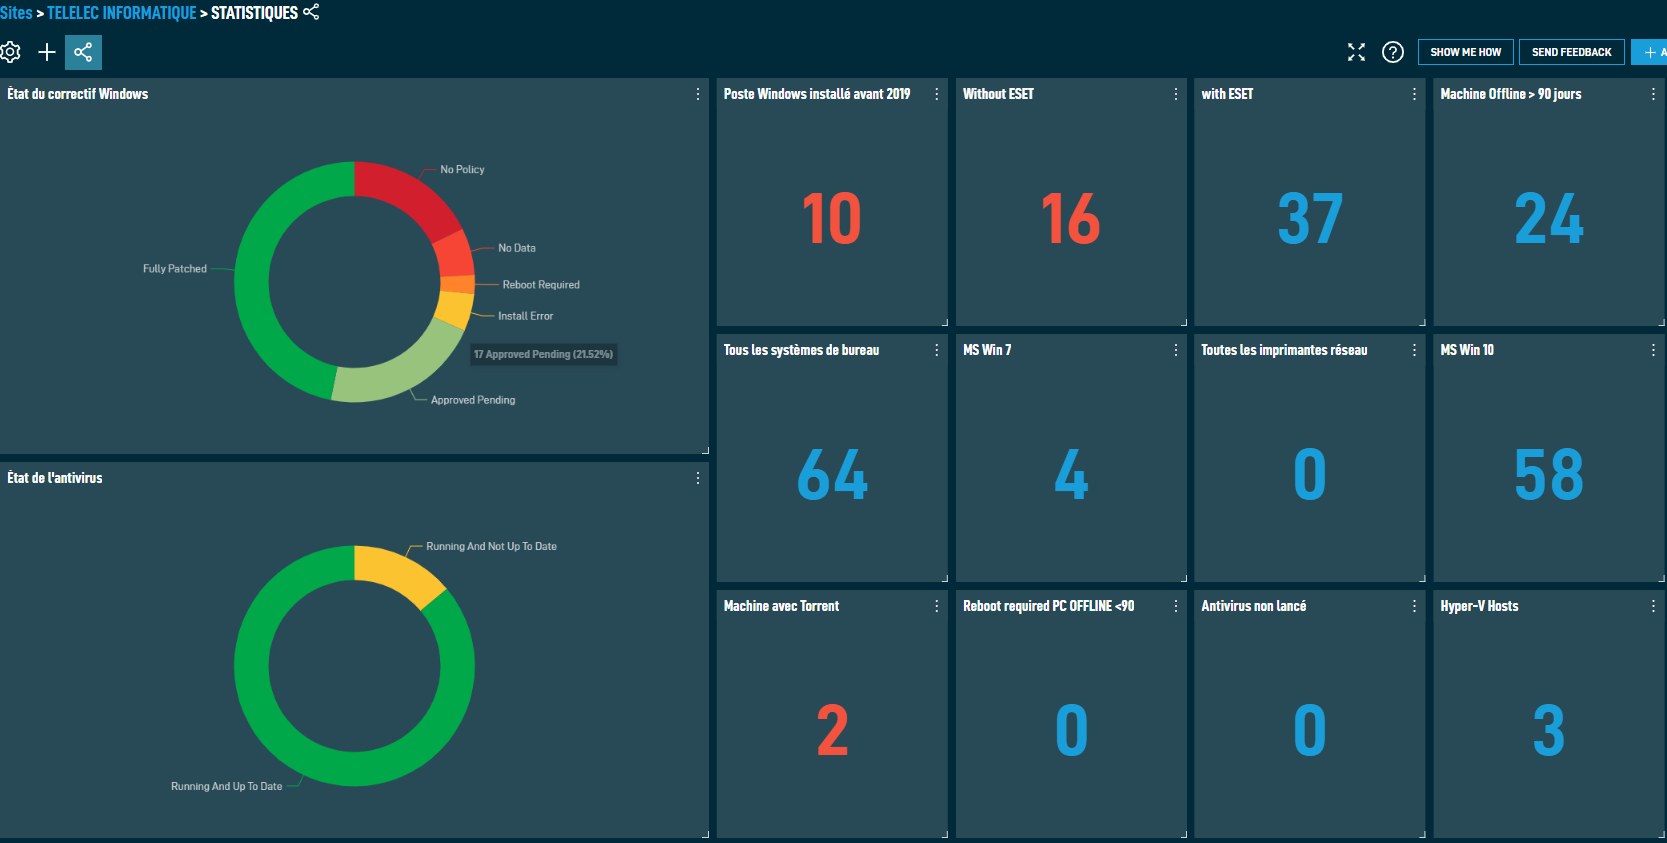 Sites > TELELEC INFORMATIQUE > STATISTIQUES
SHOW ME HOW
SEND FEEDBACK
+ A
État du correctif Windows
No Policy
No Data
Fully Patched
Reboot Required
Install Error
17 Approved Pending (21.52%)
Approved Pending
Poste Windows installé avant 2019
10
Without ESET
16
with ESET
37
Machine Offline > 90 jours
24
Tous les systèmes de bureau
64
MS Win 7
4
Toutes les imprimantes réseau
0
MS Win 10
58
État de l'antivirus
Running And Not Up To Date
Running And Up To Date
Machine avec Torrent
2
Reboot required PC OFFLINE <90
0
Antivirus non lancé
0
Hyper-V Hosts
3